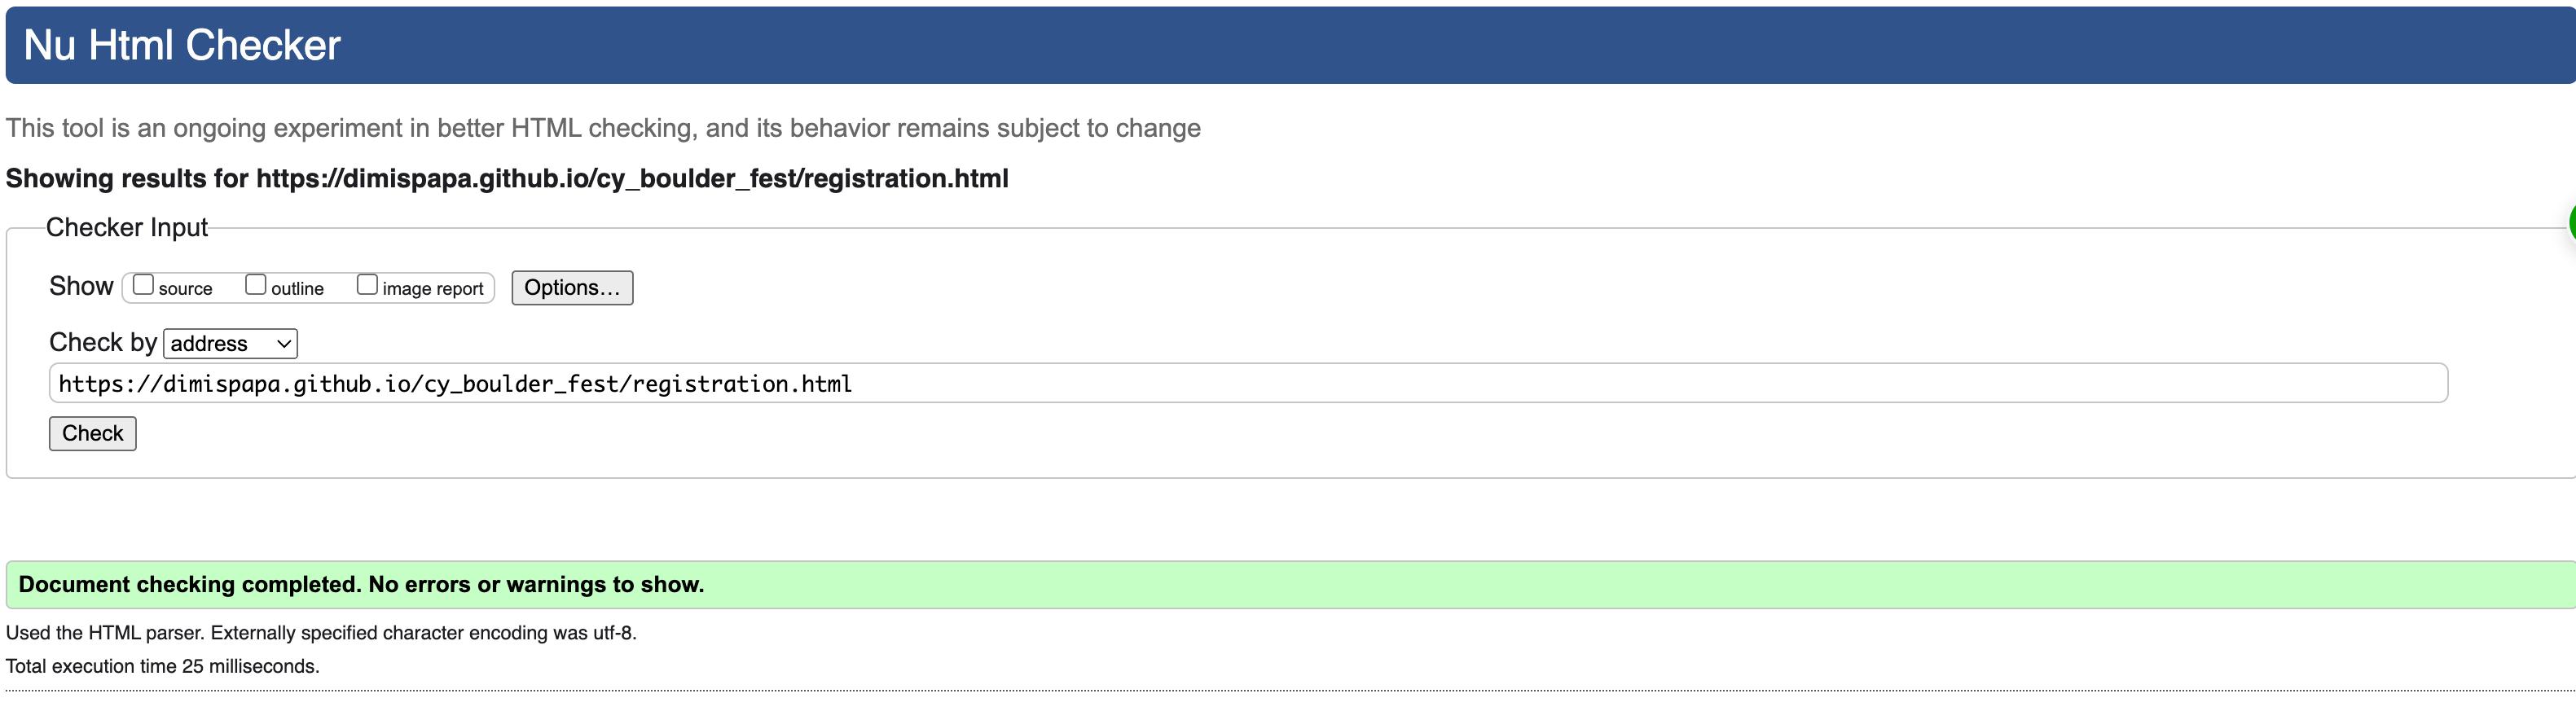 Nu Html Checker
This tool is an ongoing experiment in better HTML checking, and its behavior remains subject to change
Showing results for https://dimispapa.github.io/cy_boulder_fest/registration.html
Checker Input
Show source outline image report Options...
Check by address
https://dimispapa.github.io/cy_boulder_fest/registration.html
Check
Document checking completed. No errors or warnings to show.
Used the HTML parser. Externally specified character encoding was utf-8.
Total execution time 25 milliseconds.